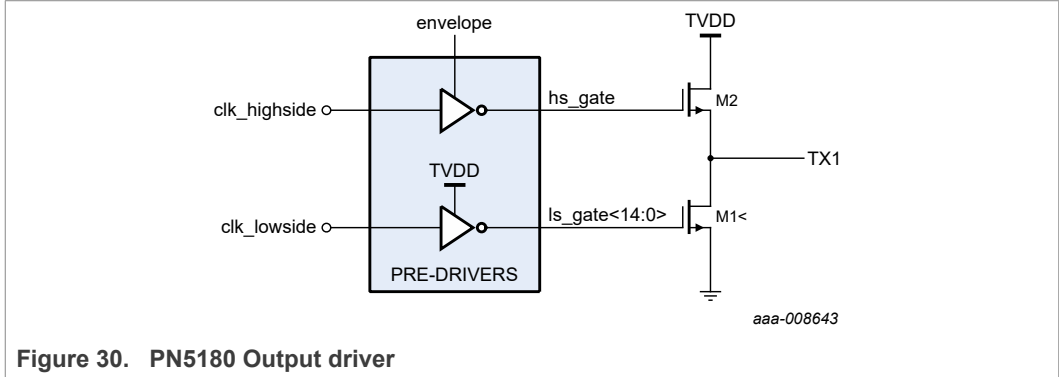 envelope
TVDD
clk_highside
hs_gate
M2
TX1
TVDD
clk_lowside
ls_gate<14:0>
M1<
PRE-DRIVERS
aaa-008643
Figure 30. PN5180 Output driver